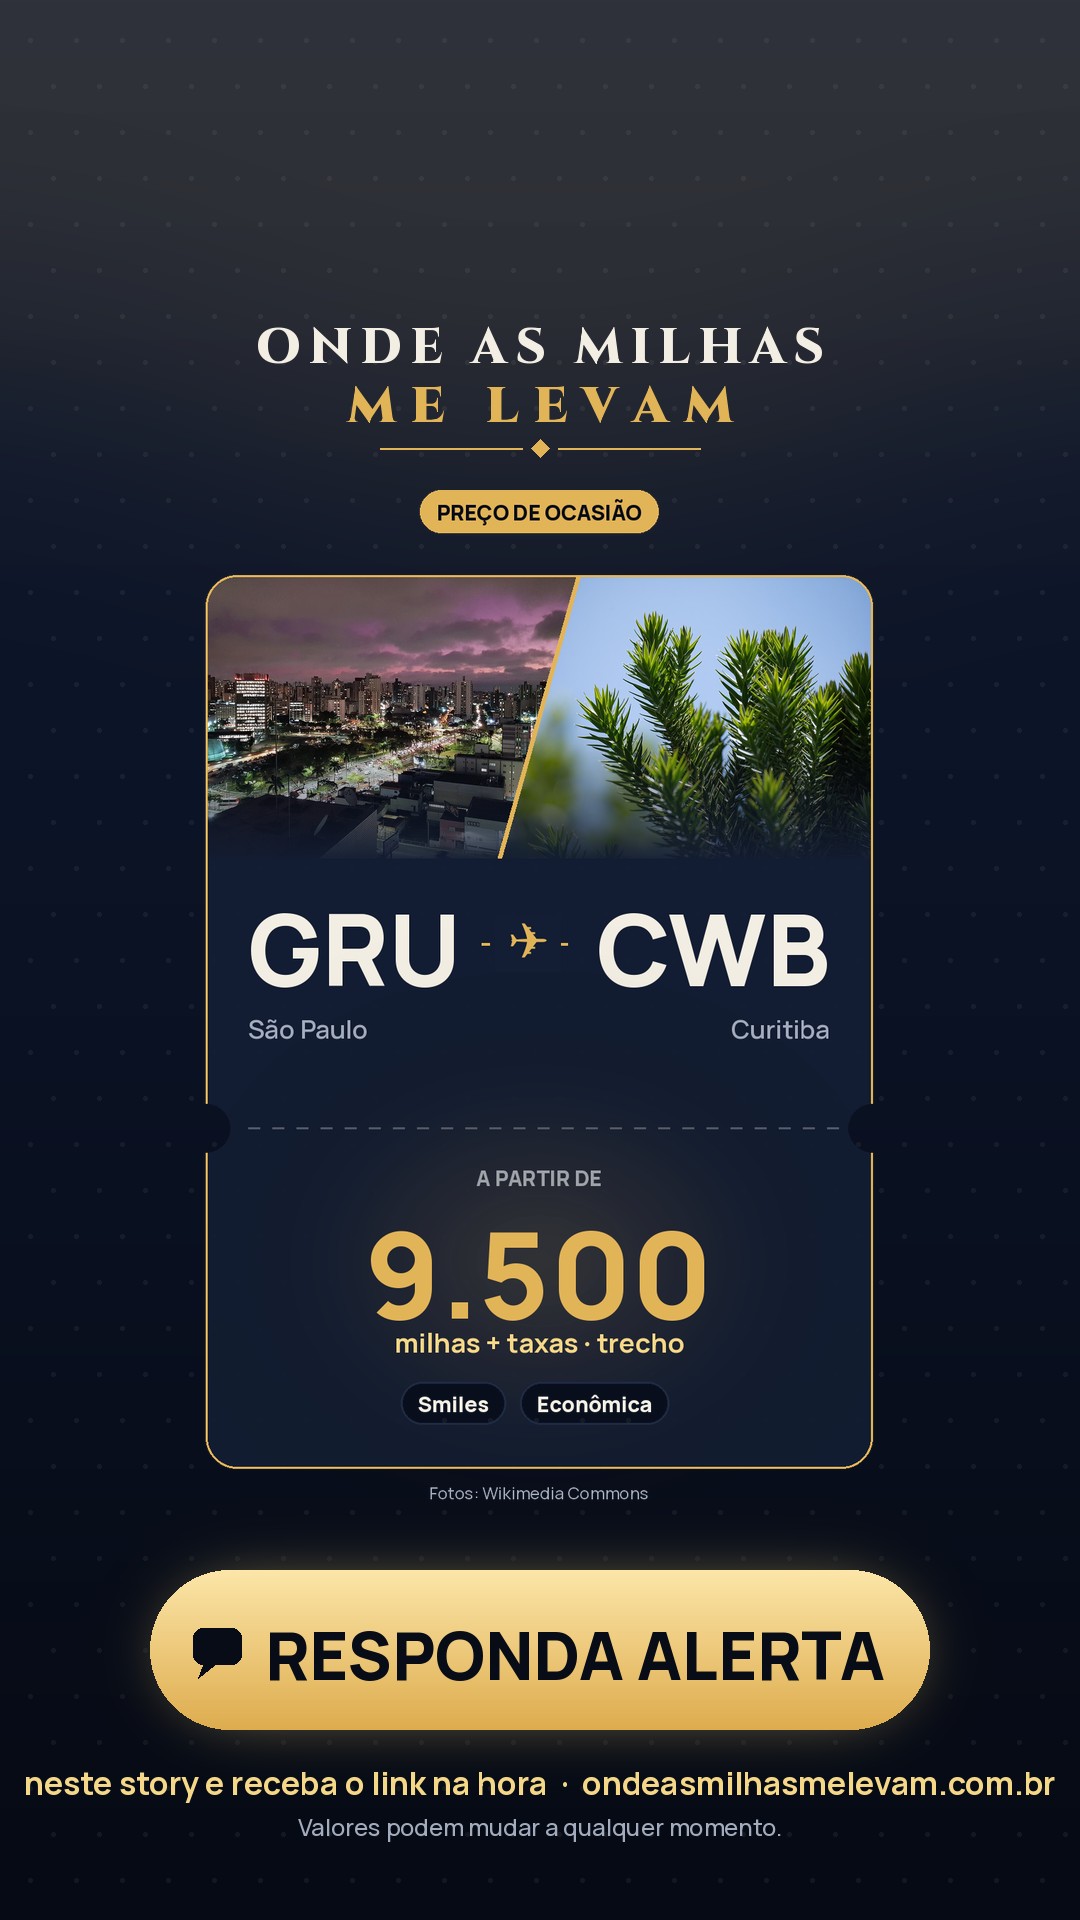 ONDE AS MILHAS
ME LEVAM
PREÇO DE OCASIÃO
GRU - ✈ - CWB
São Paulo Curitiba
A PARTIR DE
9.500
milhas + taxas · trecho
Smiles Econômica
Fotos: Wikimedia Commons
RESPONDA ALERTA
neste story e receba o link na hora · ondeasmilhasmelevam.com.br
Valores podem mudar a qualquer momento.